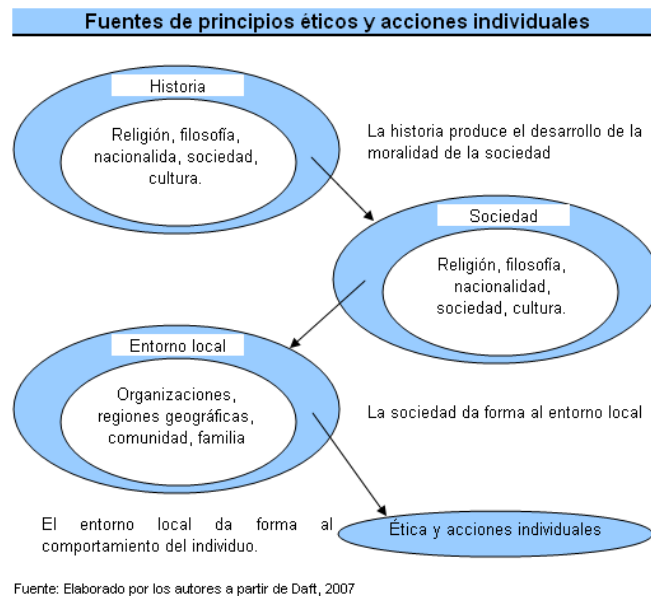 Fuentes de principios éticos y acciones individuales
Historia
Religión, filosofía,
nacionalida, sociedad,
cultura.
La historia produce el desarrollo de la
moralidad de la sociedad
Sociedad
Religión, filosofía,
nacionalidad,
sociedad, cultura.
Entorno local
Organizaciones,
regiones geográficas,
comunidad, familia
La sociedad da forma al entorno local
El entorno local da forma al
comportamiento del individuo.
Ética y acciones individuales
Fuente: Elaborado por los autores a partir de Daft, 2007